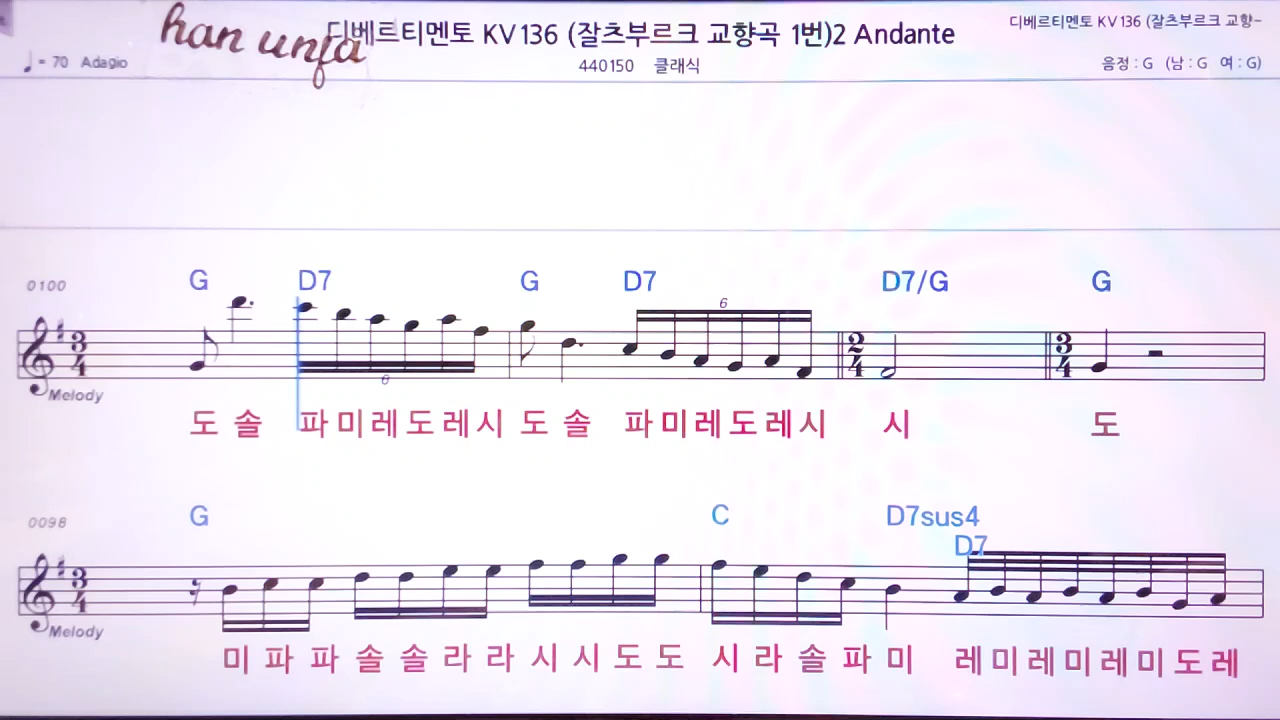 han unfa
디베르티멘토 KV136 (잘츠부르크 교향곡 1번)2 Andante
디베르티멘토 KV136 (잘츠부르크 교향~
♩= 70 Adagio
440150 클래식
음정 : G (남 : G 여 : G)
0100 G D7 G D7 D7/G G
6
3 4 2 4 3 4
6
Melody
도 솔 파 미 레 도 레 시 도 솔 파 미 레 도 레 시 시 도
0098 G C D7sus4
D7
3 4
Melody
미 파 파 솔 솔 라 라 시 시 도 도 시 라 솔 파 미 레 미 레 미 레 미 도 레